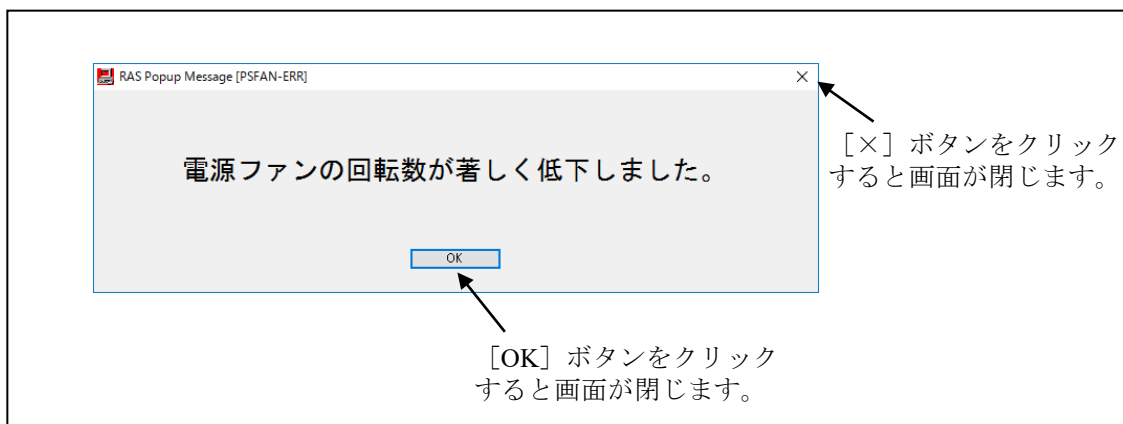 RAS Popup Message [PSFAN-ERR]
電源ファンの回転数が著しく低下しました。
［×］ボタンをクリック
すると画面が閉じます。
OK
［OK］ボタンをクリック
すると画面が閉じます。